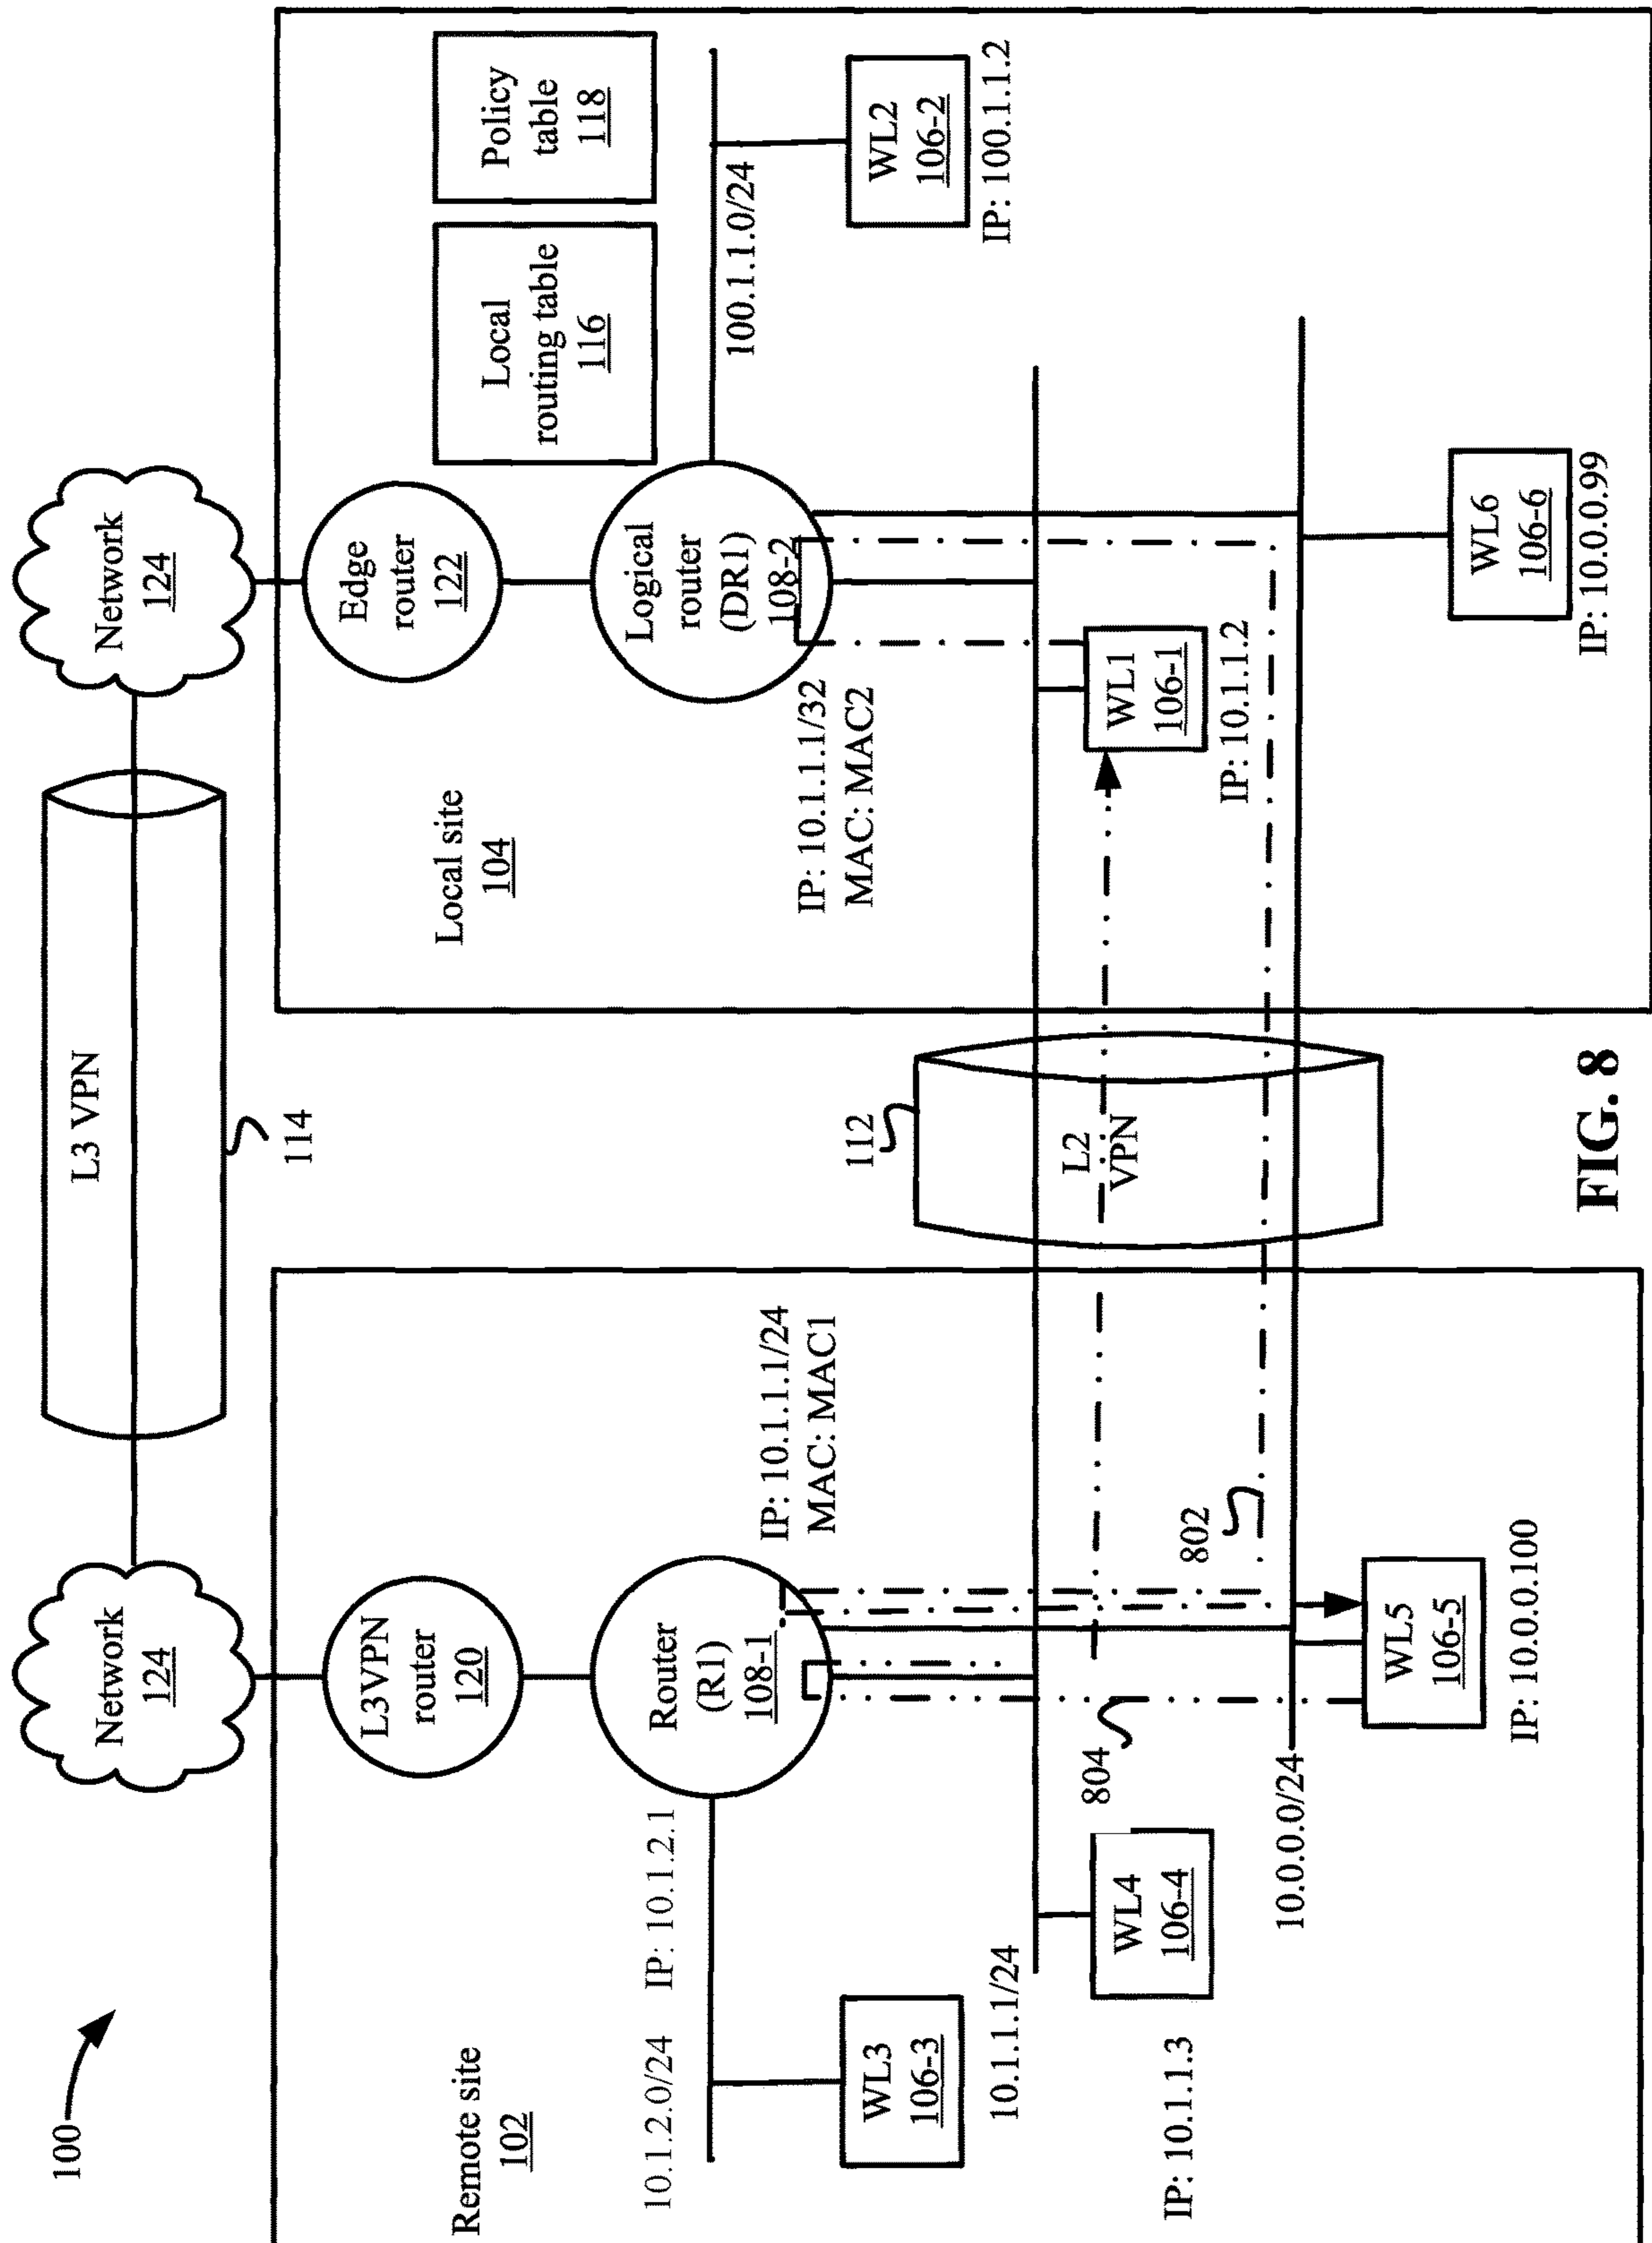 100
Network
124
L3 VPN
114
Network
124
Remote site
102
L3VPN
router
120
10.1.2.0/24
IP: 10.1.2.1
Router
(R1)
108-1
IP: 10.1.1.1/24
MAC: MAC1
WL3
106-3
10.1.1.1/24
WL4
106-4
IP: 10.1.1.3
804
802
10.0.0.0/24
WL5
106-5
IP: 10.0.0.100
112
L2
VPN
Local site
104
Edge
router
122
Local
routing table
116
Policy
table
118
Logical
router
(DR1)
108-2
100.1.1.0/24
IP: 10.1.1.1/32
MAC: MAC2
WL2
106-2
IP: 100.1.1.2
WL1
106-1
IP: 10.1.1.2
WL6
106-6
IP: 10.0.0.99
FIG. 8